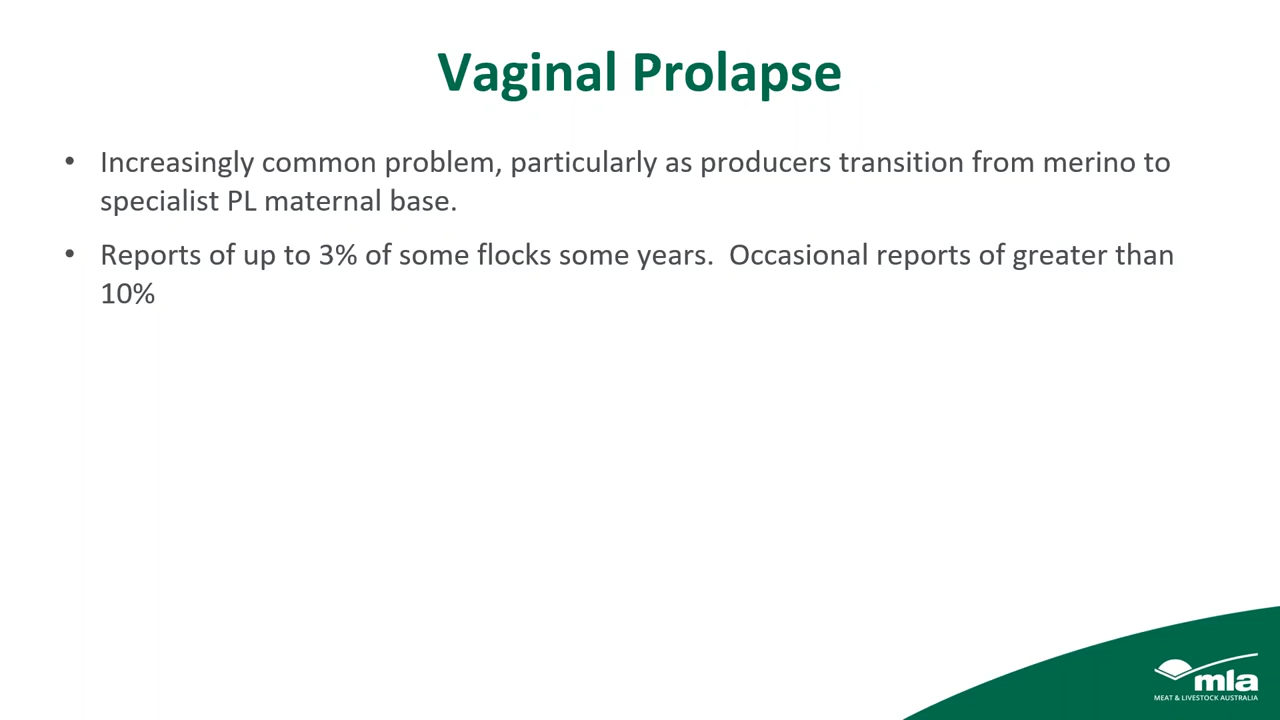 Vaginal Prolapse
• Increasingly common problem, particularly as producers transition from merino to
specialist PL maternal base.
• Reports of up to 3% of some flocks some years.  Occasional reports of greater than
10%
mla
MEAT & LIVESTOCK AUSTRALIA